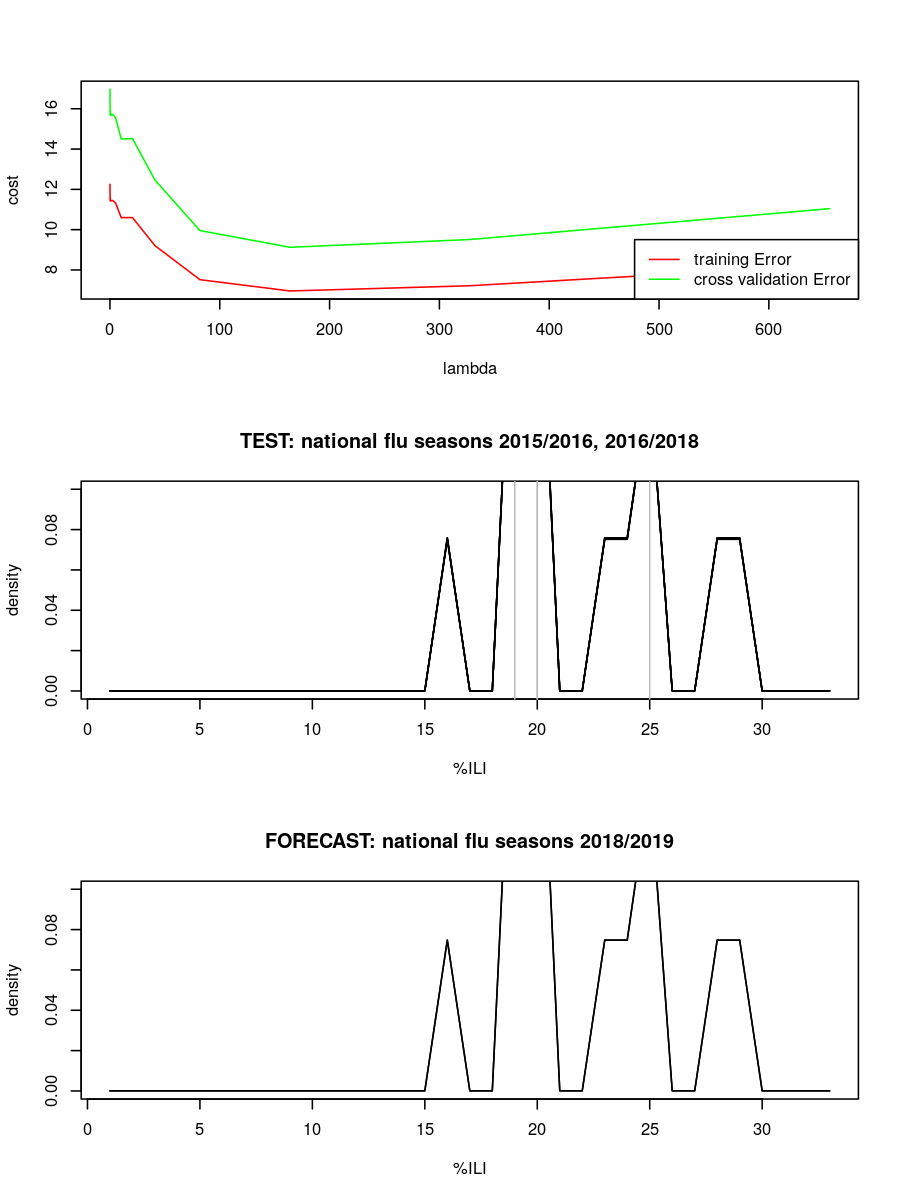 cost
16
14
12
10
8
training Error
cross validation Error
0 100 200 300 400 500 600
lambda
TEST: national flu seasons 2015/2016, 2016/2018
density
0.08
0.04
0.00
0 5 10 15 20 25 30
%ILI
FORECAST: national flu seasons 2018/2019
density
0.08
0.04
0.00
0 5 10 15 20 25 30
%ILI